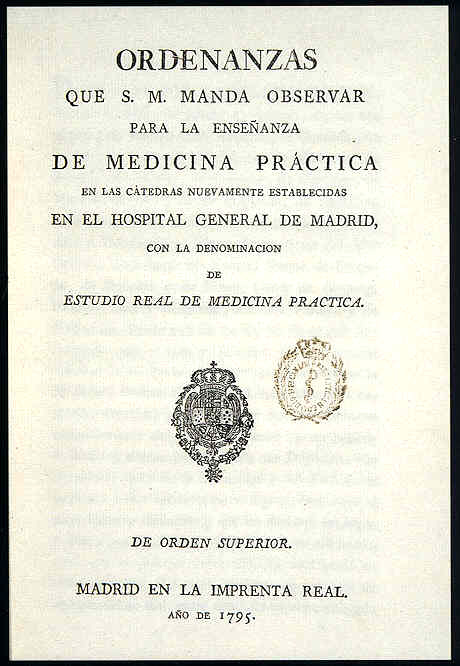 ORDENANZAS
QUE S. M. MANDA OBSERVAR
PARA LA ENSEÑANZA
DE MEDICINA PRÁCTICA
EN LAS CÁTEDRAS NUEVAMENTE ESTABLECIDAS
EN EL HOSPITAL GENERAL DE MADRID,
CON LA DENOMINACION
DE
ESTUDIO REAL DE MEDICINA PRACTICA.
DE ORDEN SUPERIOR.
MADRID EN LA IMPRENTA REAL.
AÑO DE 1795.